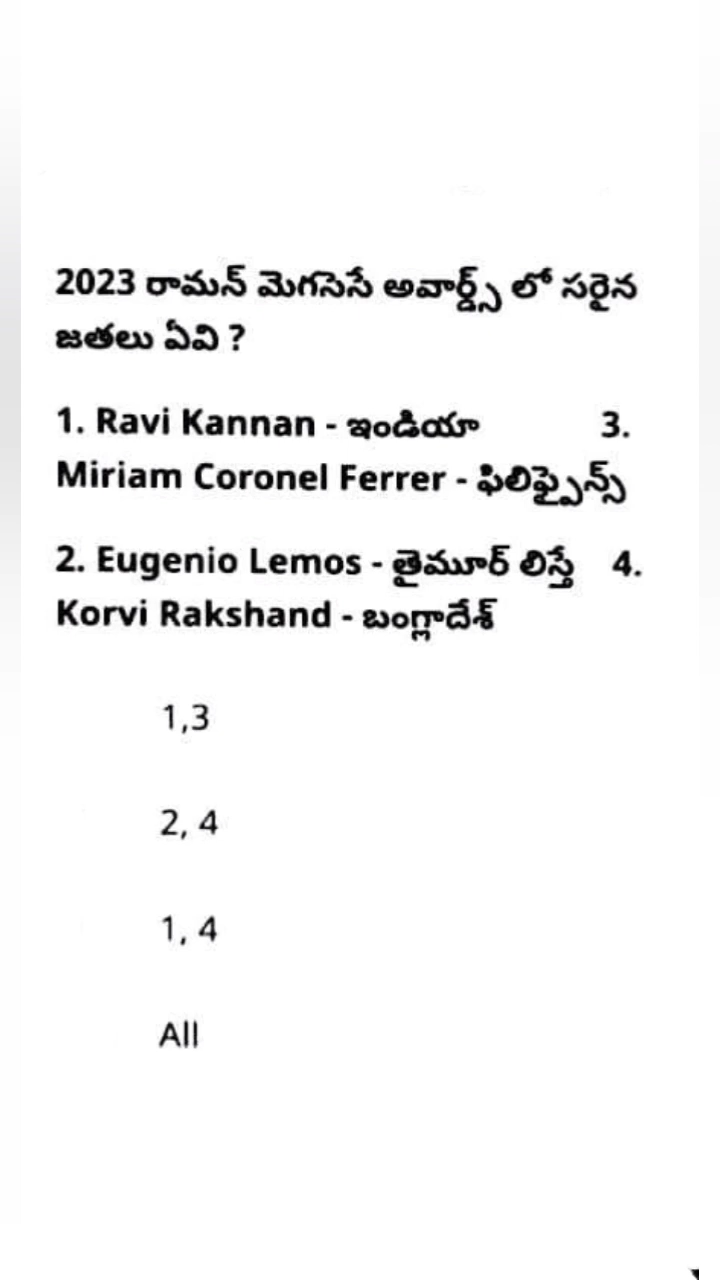 2023 రామన్ మెగసెసే అవార్డ్స్ లో సరైన
జతలు ఏవి ?
1. Ravi Kannan - ఇండియా 3.
Miriam Coronel Ferrer - ఫిలిఫ్పైన్స్
2. Eugenio Lemos - తైమూర్ లిస్తే 4.
Korvi Rakshand - బంగ్లాదేశ్
1,3
2, 4
1, 4
All